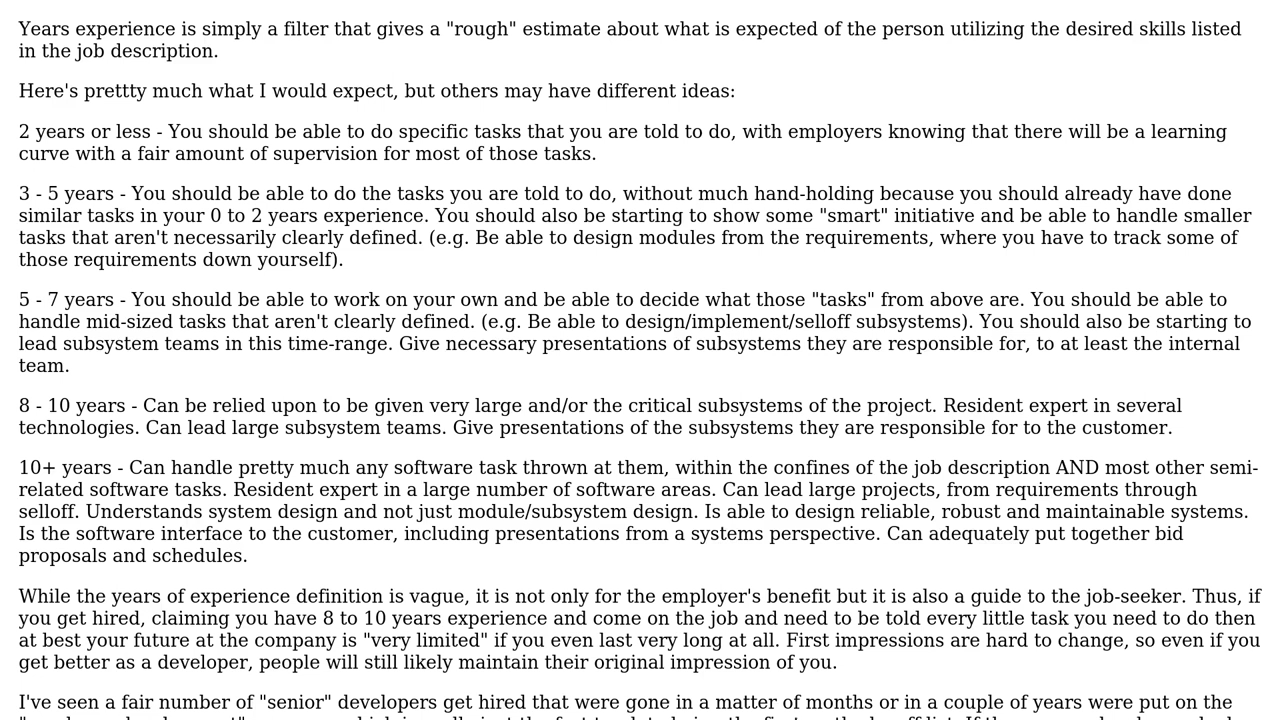 Years experience is simply a filter that gives a "rough" estimate about what is expected of the person utilizing the desired skills listed
in the job description.
Here's prettty much what I would expect, but others may have different ideas:
2 years or less - You should be able to do specific tasks that you are told to do, with employers knowing that there will be a learning
curve with a fair amount of supervision for most of those tasks.
3 - 5 years - You should be able to do the tasks you are told to do, without much hand-holding because you should already have done
similar tasks in your 0 to 2 years experience. You should also be starting to show some "smart" initiative and be able to handle smaller
tasks that aren't necessarily clearly defined. (e.g. Be able to design modules from the requirements, where you have to track some of
those requirements down yourself).
5 - 7 years - You should be able to work on your own and be able to decide what those "tasks" from above are. You should be able to
handle mid-sized tasks that aren't clearly defined. (e.g. Be able to design/implement/selloff subsystems). You should also be starting to
lead subsystem teams in this time-range. Give necessary presentations of subsystems they are responsible for, to at least the internal
team.
8 - 10 years - Can be relied upon to be given very large and/or the critical subsystems of the project. Resident expert in several
technologies. Can lead large subsystem teams. Give presentations of the subsystems they are responsible for to the customer.
10+ years - Can handle pretty much any software task thrown at them, within the confines of the job description AND most other semi-
related software tasks. Resident expert in a large number of software areas. Can lead large projects, from requirements through
selloff. Understands system design and not just module/subsystem design. Is able to design reliable, robust and maintainable systems.
Is the software interface to the customer, including presentations from a systems perspective. Can adequately put together bid
proposals and schedules.
While the years of experience definition is vague, it is not only for the employer's benefit but it is also a guide to the job-seeker. Thus, if
you get hired, claiming you have 8 to 10 years experience and come on the job and need to be told every little task you need to do then
at best your future at the company is "very limited" if you even last very long at all. First impressions are hard to change, so even if you
get better as a developer, people will still likely maintain their original impression of you.
I've seen a fair number of "senior" developers get hired that were gone in a matter of months or in a couple of years were put on the